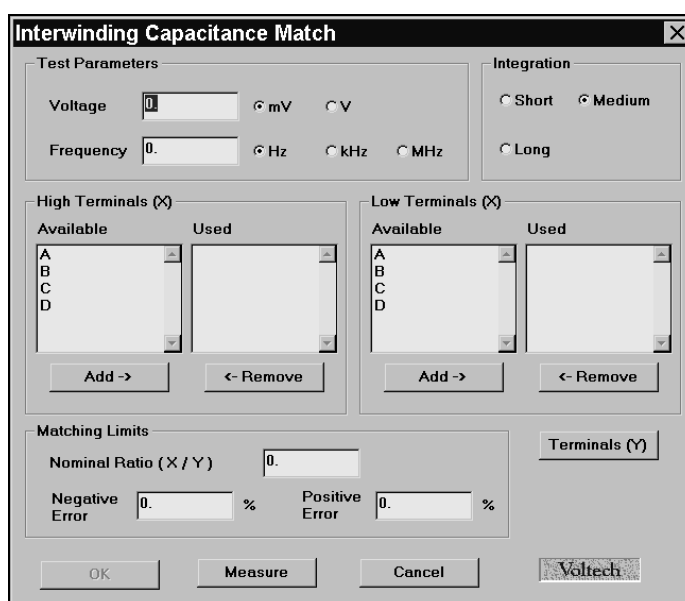 Interwinding Capacitance Match
Test Parameters
Voltage 0. mV V
Frequency 0. Hz kHz MHz
Integration
Short Medium
Long
High Terminals (X)
Available Used
A
B
C
D
Add -> <- Remove
Low Terminals (X)
Available Used
A
B
C
D
Add -> <- Remove
Matching Limits
Nominal Ratio ( X / Y ) 0.
Negative Error 0. %
Positive Error 0. %
Terminals (Y)
OK Measure Cancel Voltech